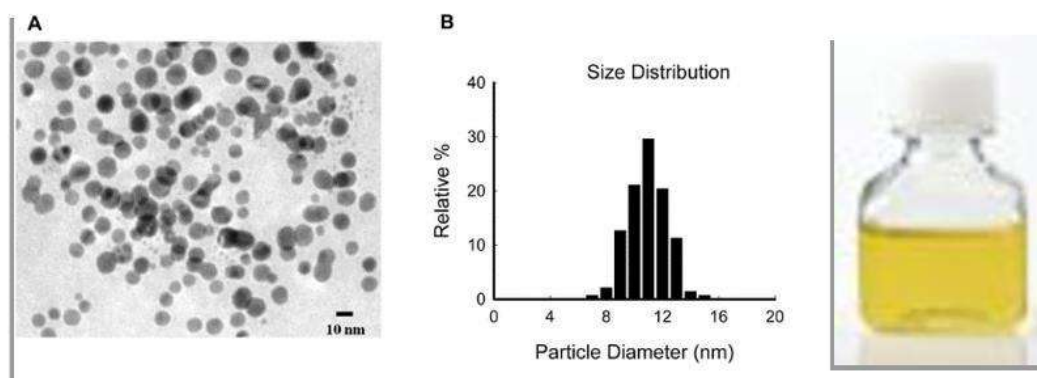 A
10 nm
B
Size Distribution
Relative %
40
30
20
10
0
0 4 8 12 16 20
Particle Diameter (nm)